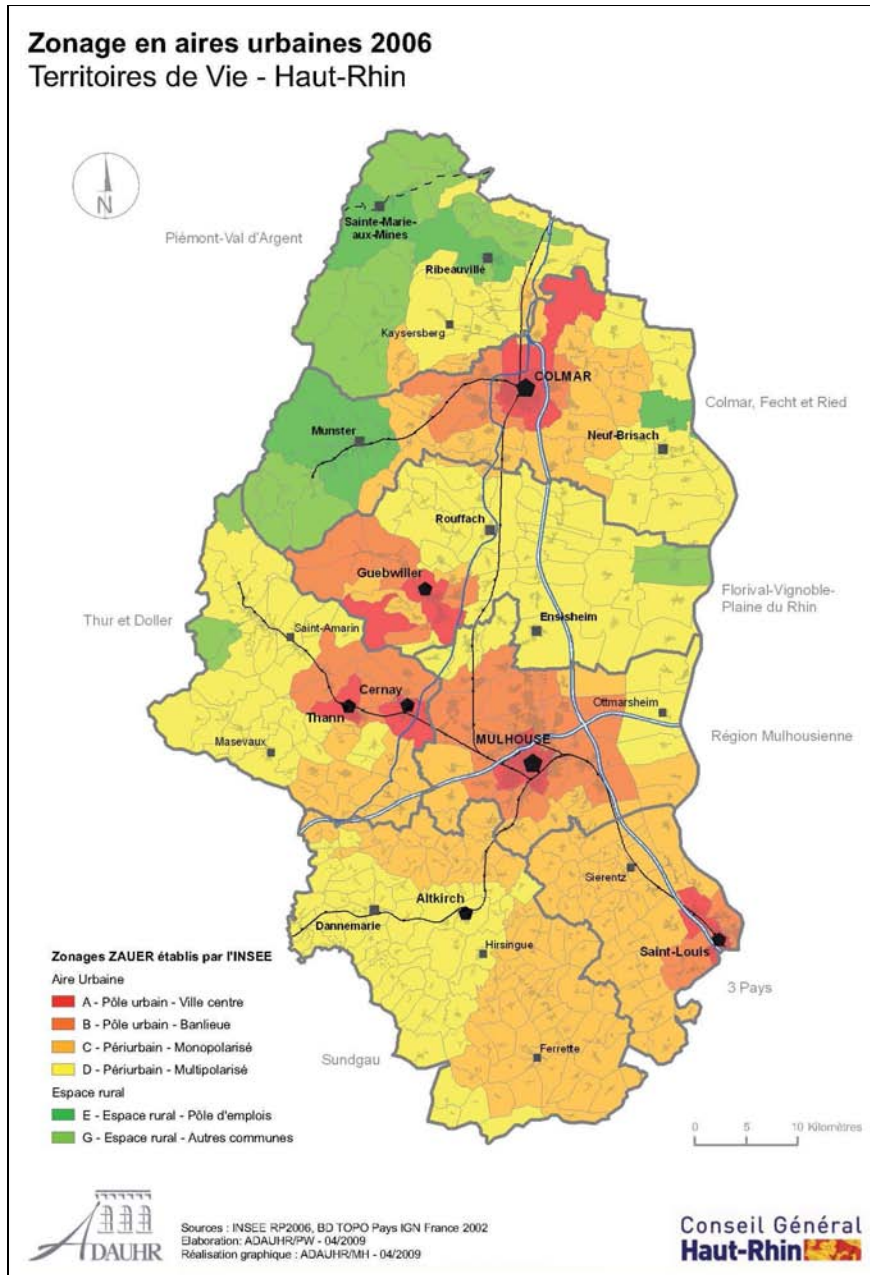 Zonage en aires urbaines 2006
Territoires de Vie - Haut-Rhin
N
Piémont-Val d'Argent
Sainte-Marie-
aux-Mines
Ribeauvillé
Kaysersberg
COLMAR
Colmar, Fecht et Ried
Munster
Neuf-Brisach
Rouffach
Guebwiller
Florival-Vignoble-
Plaine du Rhin
Thur et Doller
Saint-Amarin
Ensisheim
Cernay
Thann
Ottmarsheim
MULHOUSE
Région Mulhousienne
Masevaux
Sierentz
Altkirch
Dannemarie
Hirsingue
Saint-Louis
3 Pays
Sundgau
Ferrette
Zonages ZAUER établis par l'INSEE
Aire Urbaine
A - Pôle urbain - Ville centre
B - Pôle urbain - Banlieue
C - Périurbain - Monopolarisé
D - Périurbain - Multipolarisé
Espace rural
E - Espace rural - Pôle d'emplois
G - Espace rural - Autres communes
0 5 10 Kilomètres
ADAUHR
Sources : INSEE RP2006, BD TOPO Pays IGN France 2002
Elaboration: ADAUHR/PW - 04/2009
Réalisation graphique : ADAUHR/MH - 04/2009
Conseil Général
Haut-Rhin